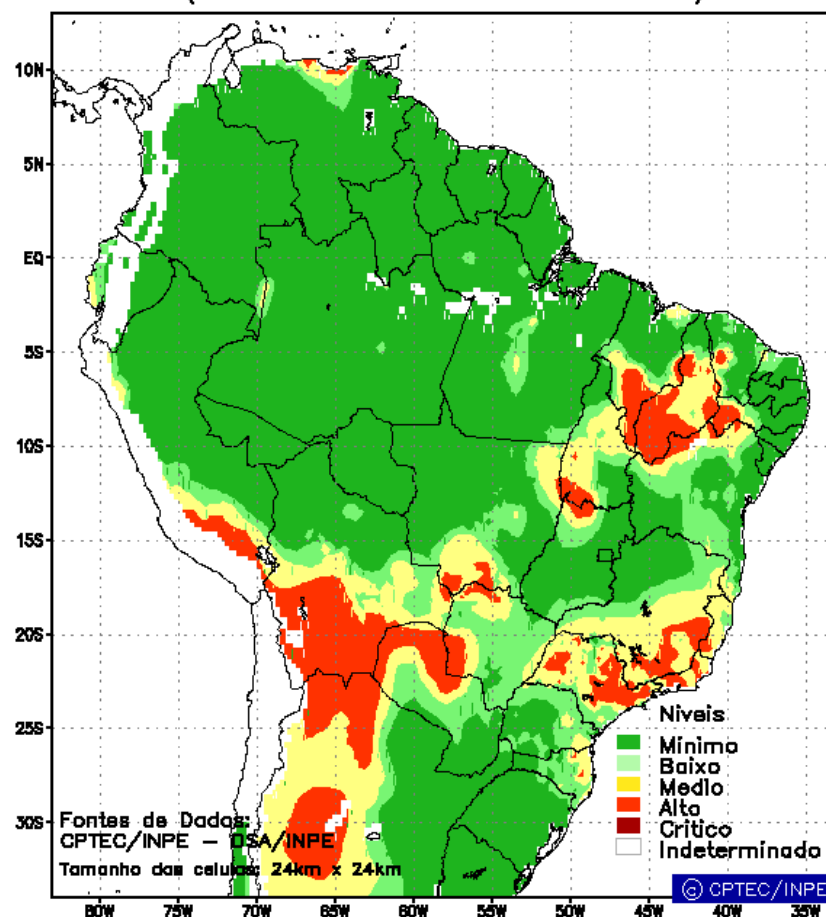 10N
5N
EQ
5S
10S
15S
20S
25S
30S
Niveis
Minimo
Baixo
Medio
Alto
Critico
Indeterminado
Fontes de Dados:
CPTEC/INPE – DSA/INPE
Tamanho das celulas: 24km x 24km
© CPTEC/INPE
80W 75W 70W 65W 60W 55W 50W 45W 40W 35W